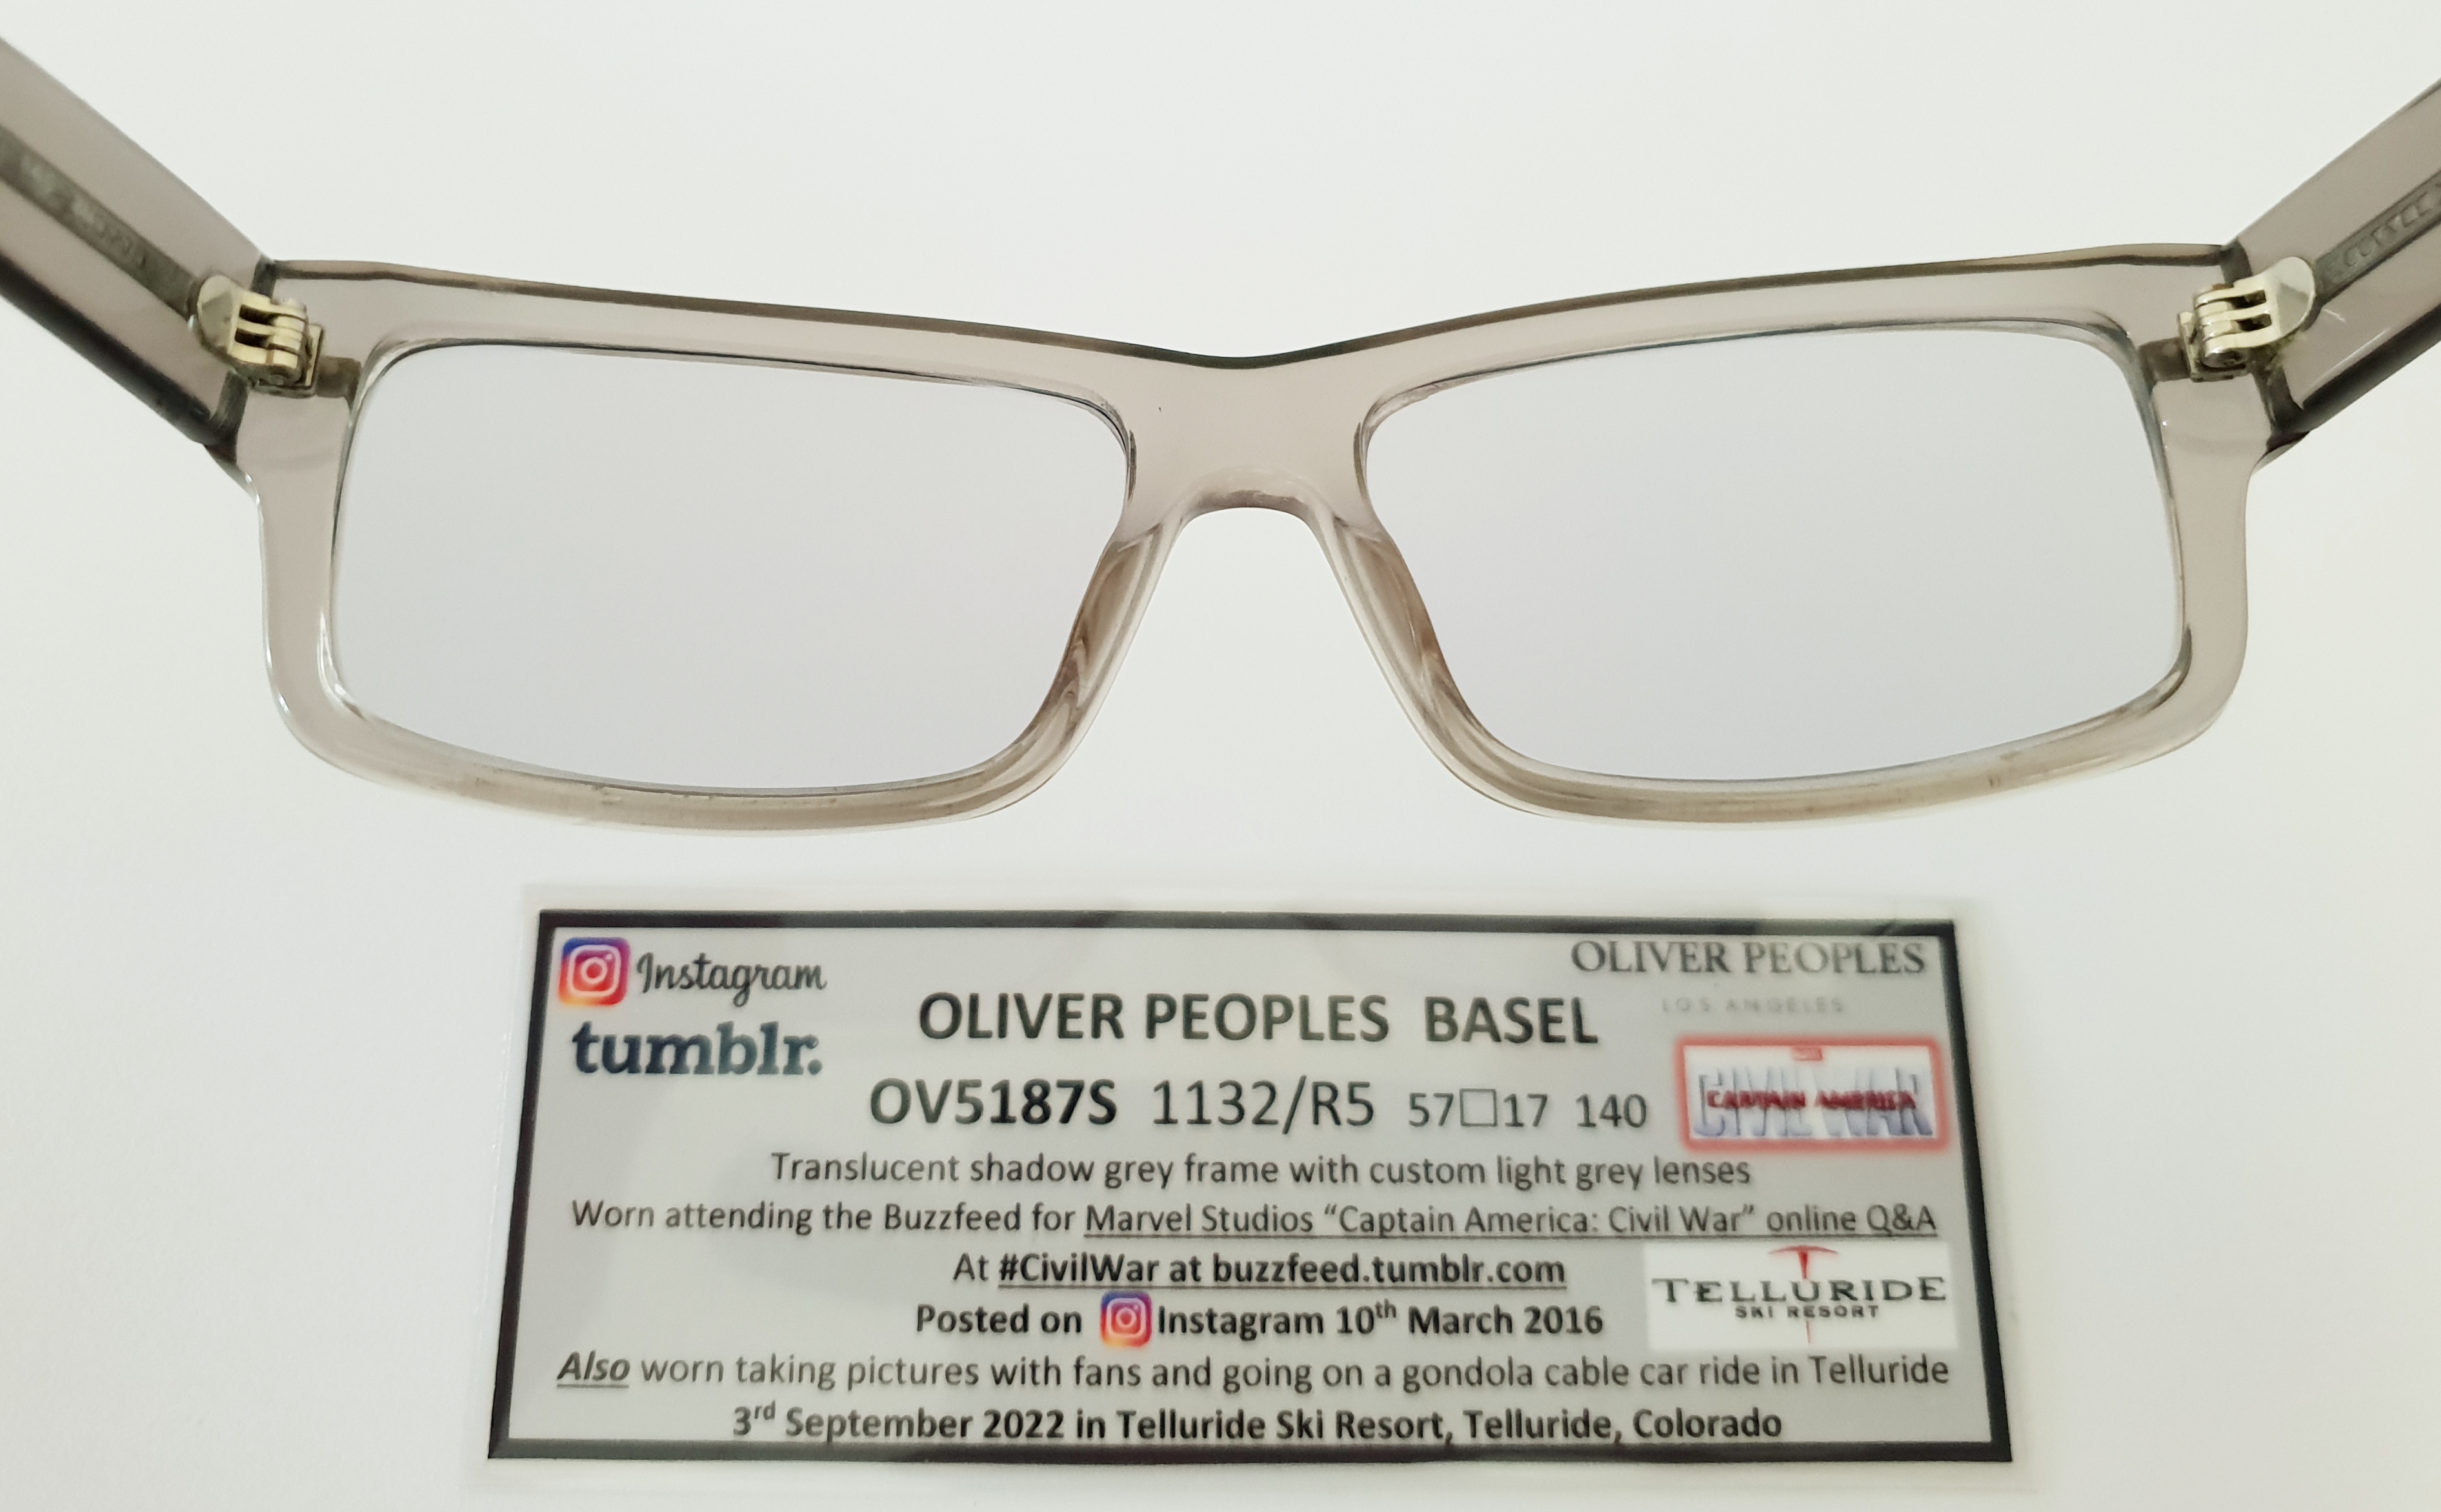 Instagram
tumblr.
OLIVER PEOPLES
LOS ANGELES
OLIVER PEOPLES BASEL
OV5187S 1132/R5 57□17 140
CIVIL WAR
CAPTAIN AMERICA
Translucent shadow grey frame with custom light grey lenses
Worn attending the Buzzfeed for Marvel Studios “Captain America: Civil War” online Q&A
At #CivilWar at buzzfeed.tumblr.com
TELLURIDE
SKI RESORT
Posted on Instagram 10th March 2016
Also worn taking pictures with fans and going on a gondola cable car ride in Telluride
3rd September 2022 in Telluride Ski Resort, Telluride, Colorado